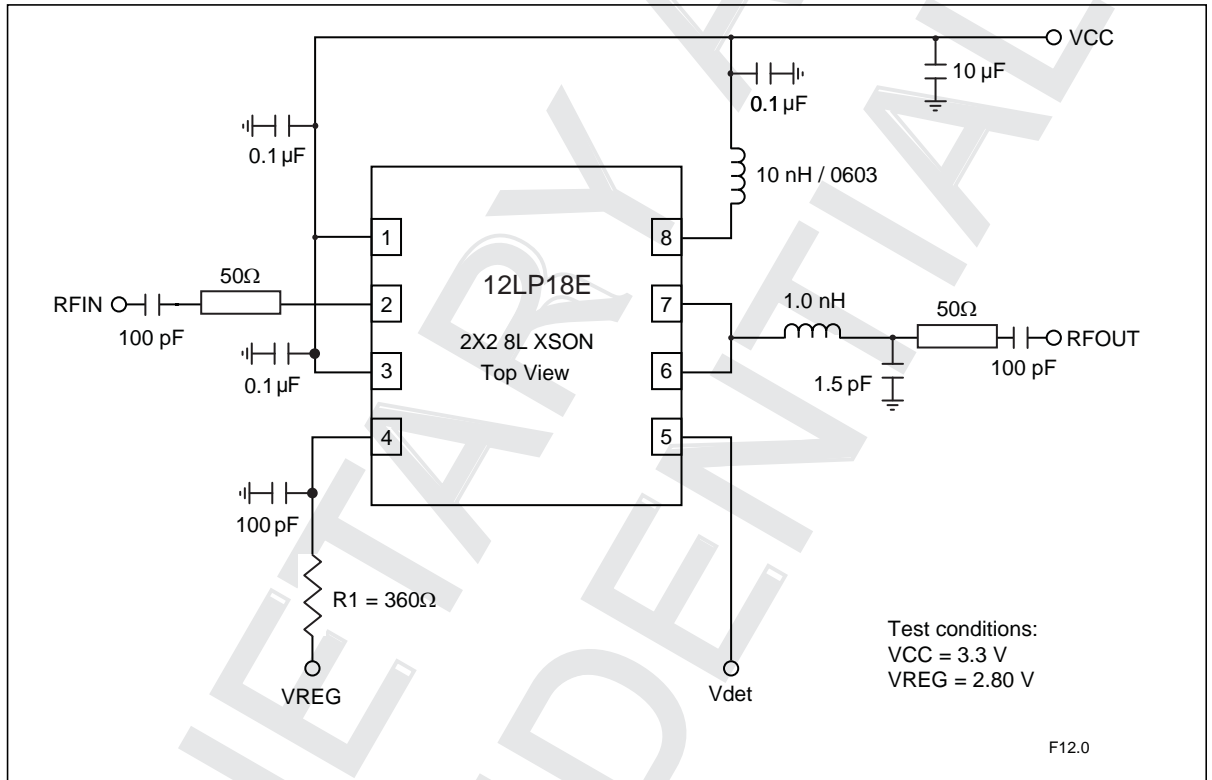 VCC
10 µF
0.1 µF
0.1 µF
10 nH / 0603
1
8
50Ω
12LP18E
RFIN
2
7
1.0 nH
50Ω
100 pF
2X2 8L XSON
RFOUT
0.1 µF
3
Top View
6
1.5 pF
100 pF
4
5
100 pF
R1 = 360Ω
Test conditions:
VCC = 3.3 V
VREG = 2.80 V
VREG
Vdet
F12.0